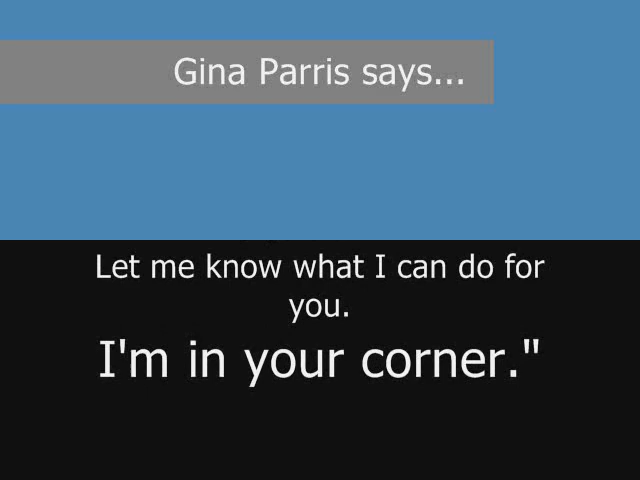 Gina Parris says...
Let me know what I can do for
you.
I'm in your corner."